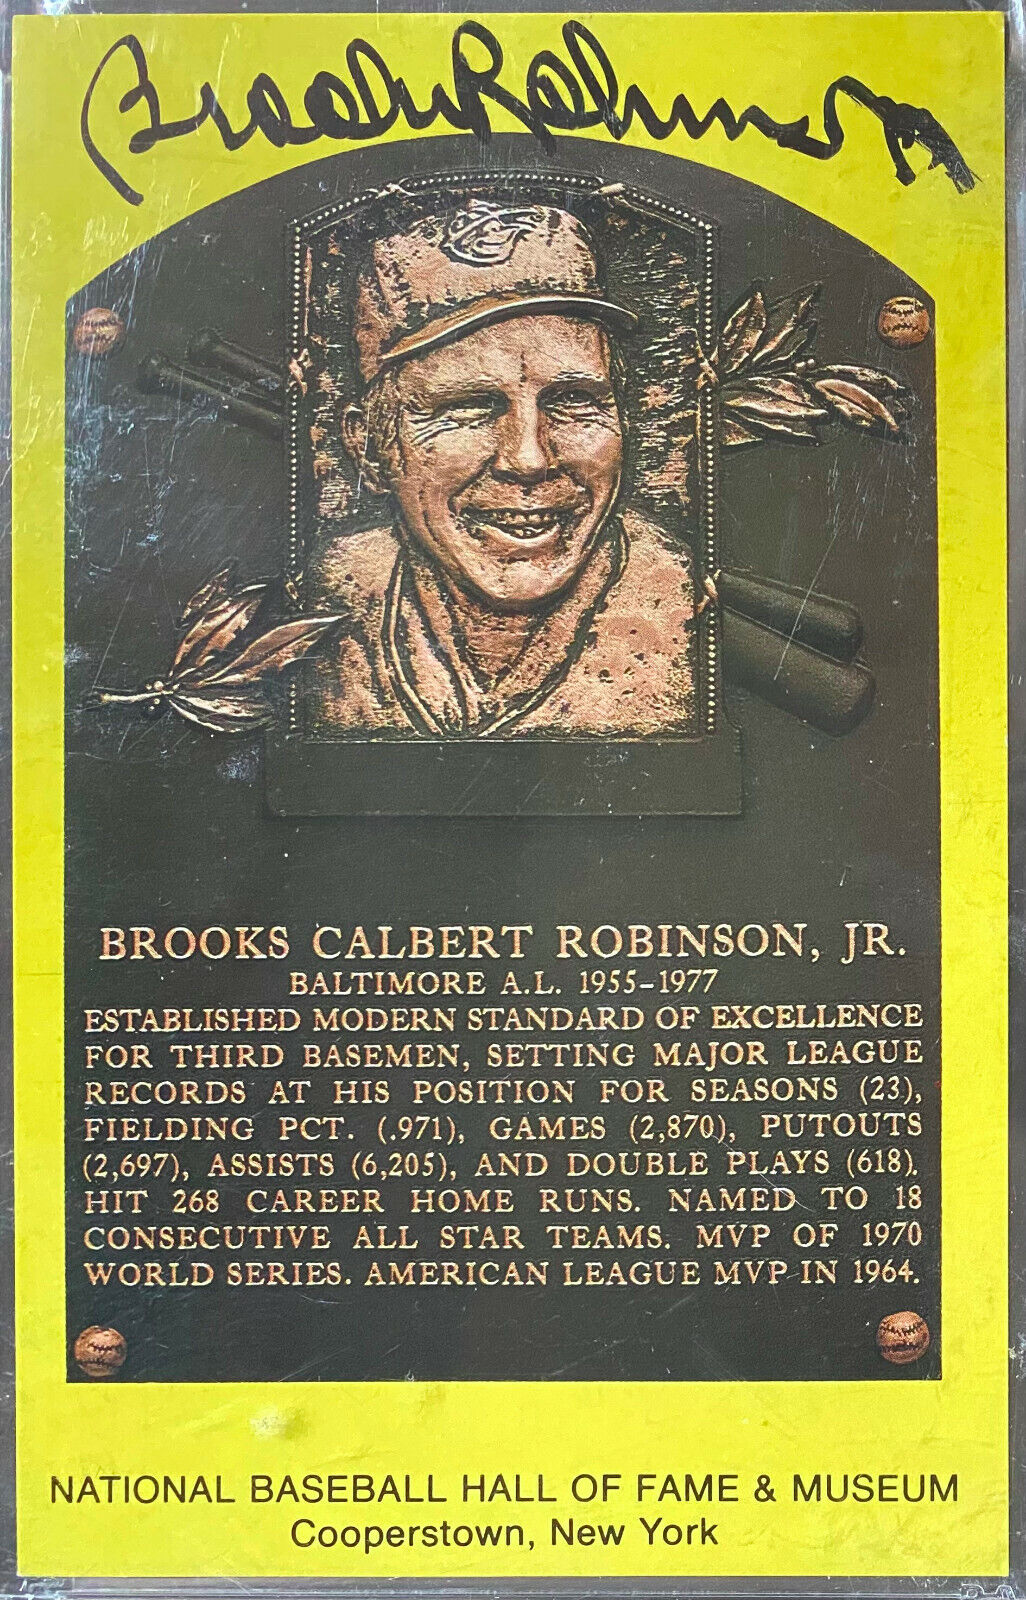 Brooks Robinson
BROOKS CALBERT ROBINSON, JR.
BALTIMORE A.L. 1955-1977
ESTABLISHED MODERN STANDARD OF EXCELLENCE
FOR THIRD BASEMEN, SETTING MAJOR LEAGUE
RECORDS AT HIS POSITION FOR SEASONS (23),
FIELDING PCT. (.971), GAMES (2,870), PUTOUTS
(2,697), ASSISTS (6,205), AND DOUBLE PLAYS (618).
HIT 268 CAREER HOME RUNS. NAMED TO 18
CONSECUTIVE ALL STAR TEAMS. MVP OF 1970
WORLD SERIES. AMERICAN LEAGUE MVP IN 1964.
NATIONAL BASEBALL HALL OF FAME & MUSEUM
Cooperstown, New York